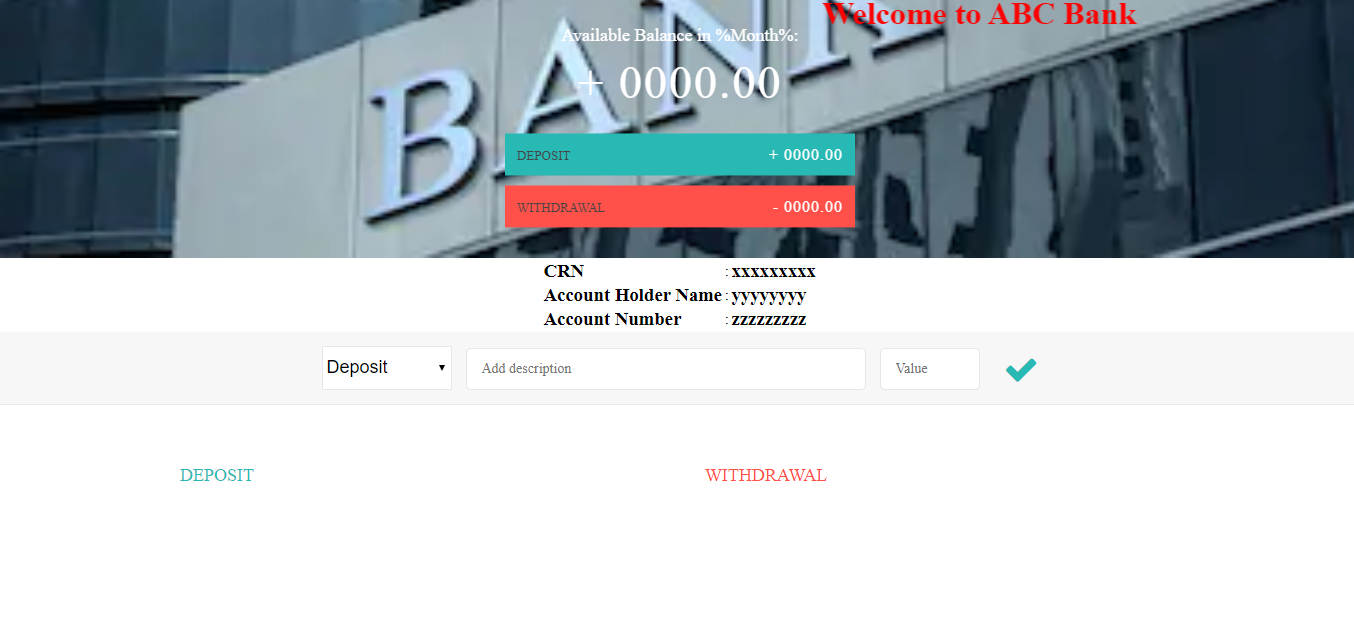 Welcome to ABC Bank
BANK
Available Balance in %Month%:
+ 0000.00
DEPOSIT + 0000.00
WITHDRAWAL - 0000.00
CRN : xxxxxxxxx
Account Holder Name : yyyyyyyy
Account Number : zzzzzzzzz
Deposit Add description Value
DEPOSIT WITHDRAWAL